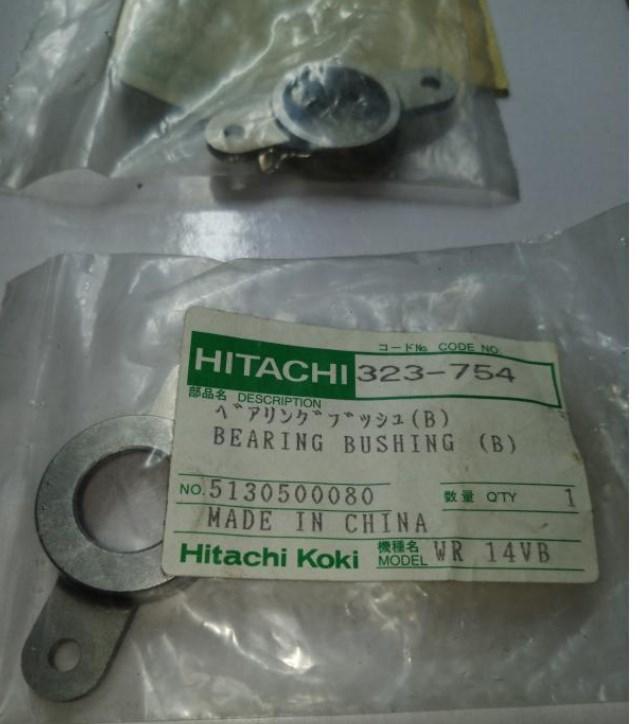 コードNo. CODE NO.
HITACHI 323-754
部品名 DESCRIPTION
ベアリングブッシュ(B)
BEARING BUSHING (B)
NO. 5130500080 数量 Q'TY 1
MADE IN CHINA
Hitachi Koki 機種名 MODEL WR 14VB